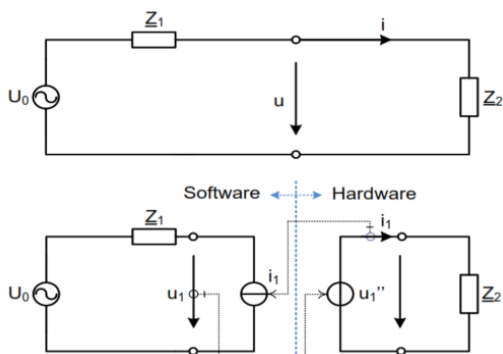 Z1 i
U0 u Z2
Software Hardware
Z1 i1
U0 u1 i1 u1'' Z2